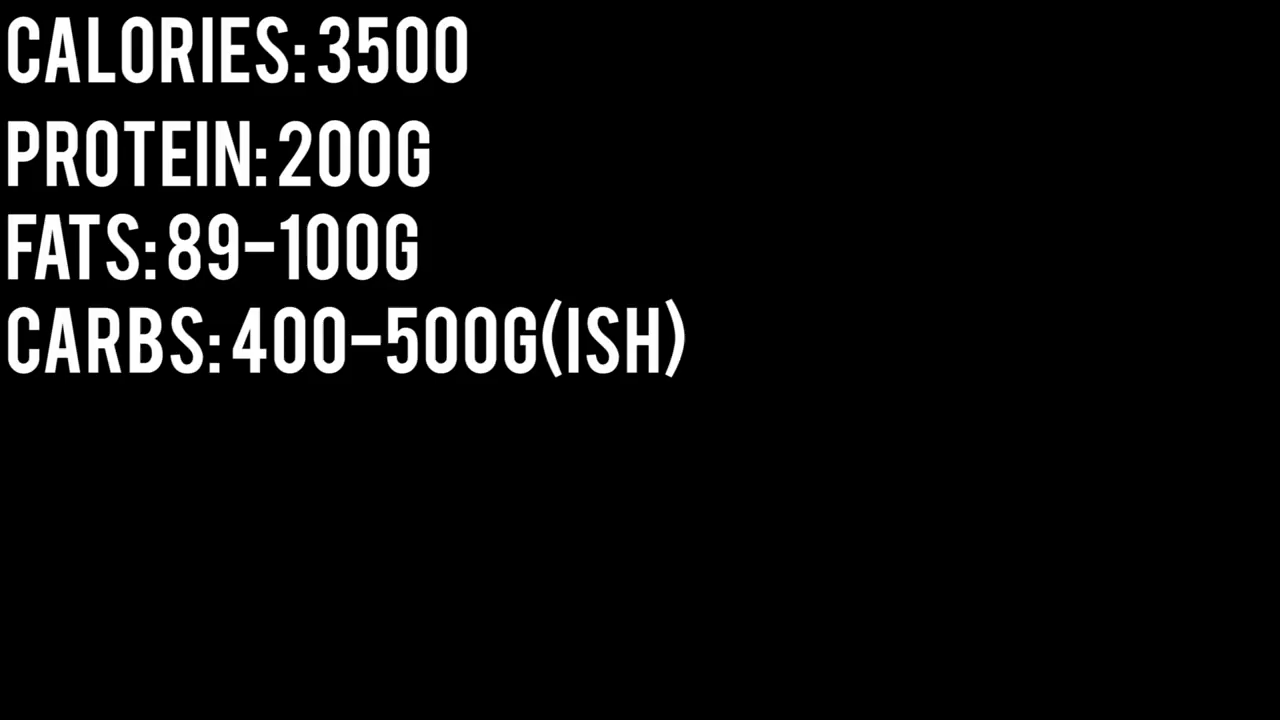 CALORIES: 3500
PROTEIN: 200G
FATS: 89-100G
CARBS: 400-500G(ISH)